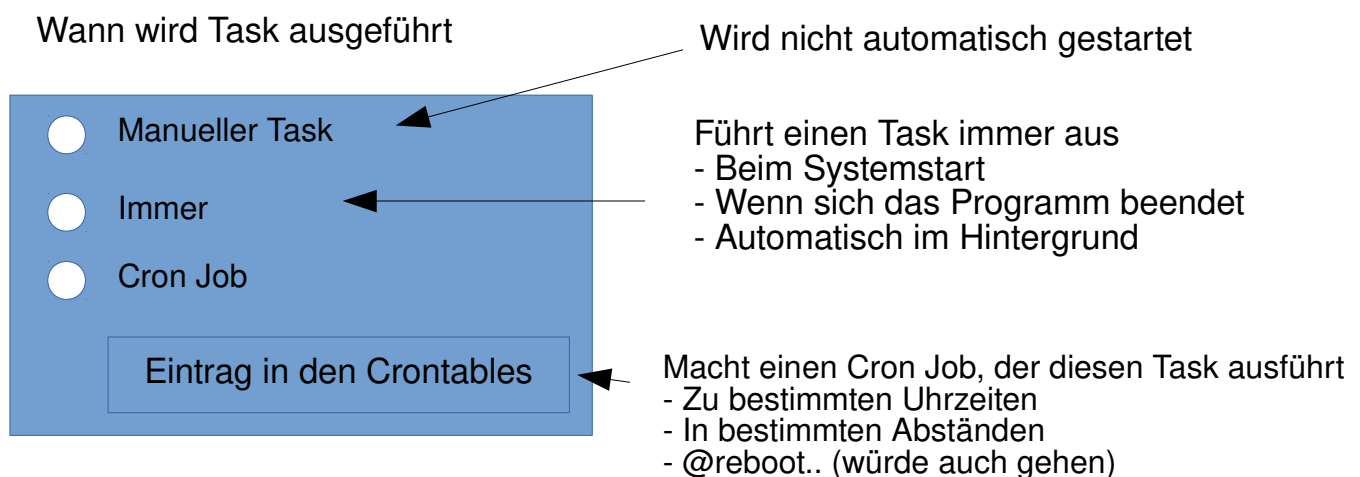 Wann wird Task ausgeführt
Wird nicht automatisch gestartet
Manueller Task
Immer
Cron Job
Eintrag in den Crontables
Führt einen Task immer aus
- Beim Systemstart
- Wenn sich das Programm beendet
- Automatisch im Hintergrund
Macht einen Cron Job, der diesen Task ausführt
- Zu bestimmten Uhrzeiten
- In bestimmten Abständen
- @reboot.. (würde auch gehen)